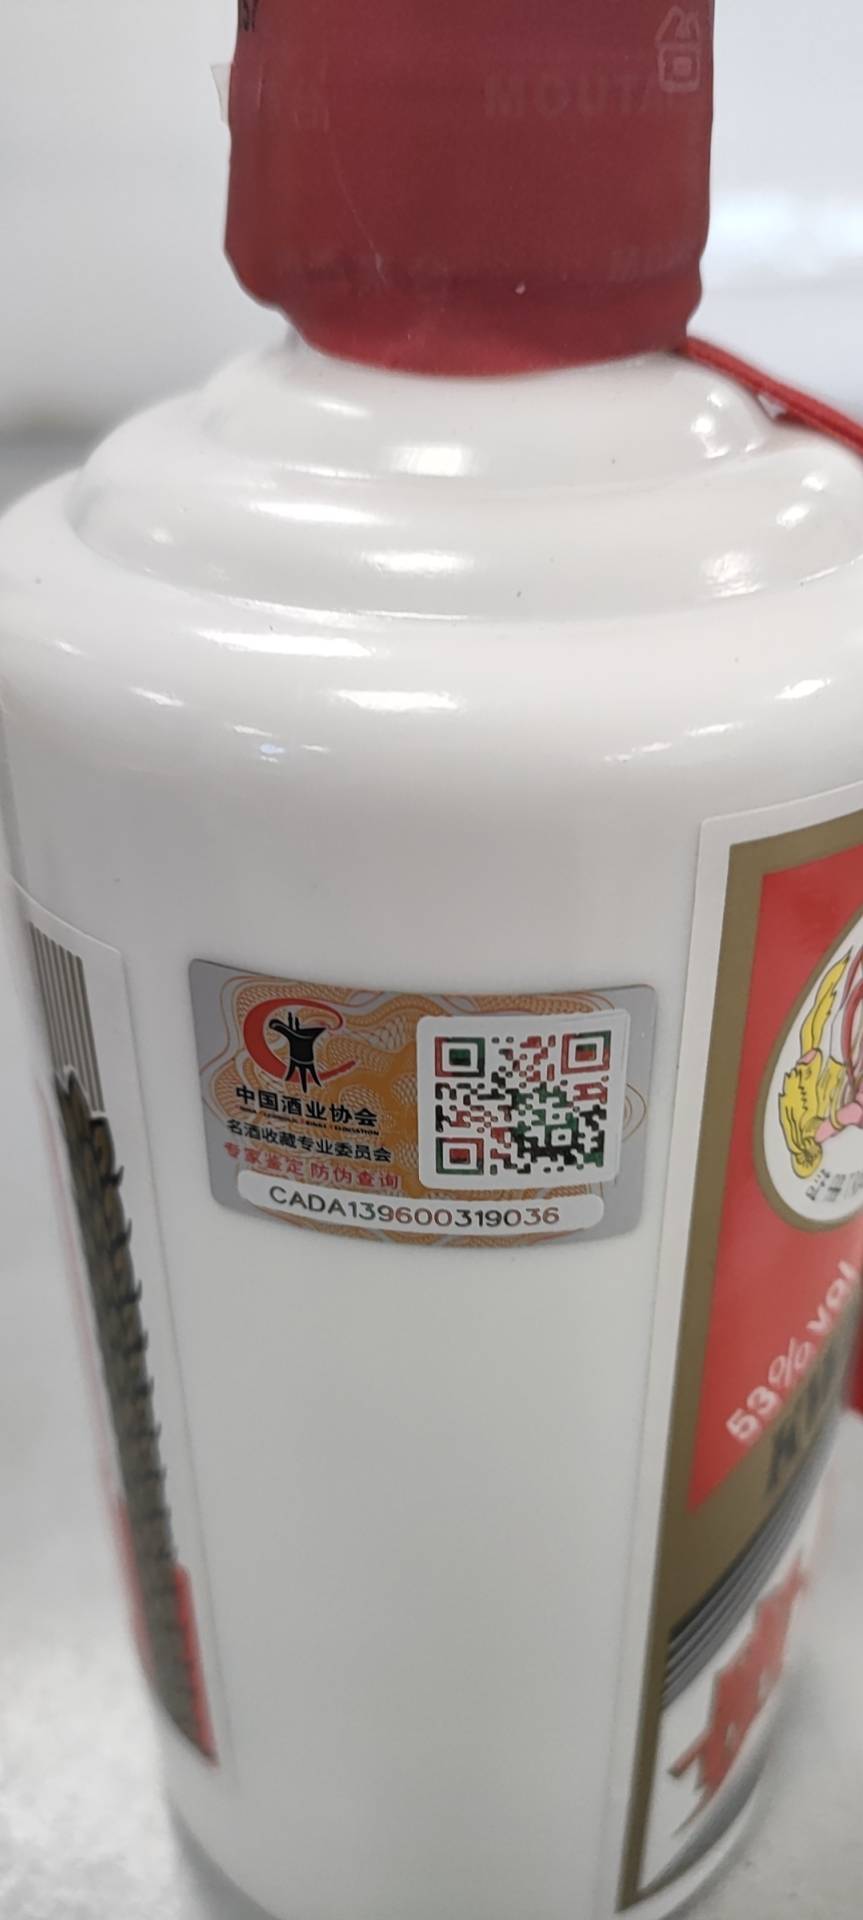 MOUTAI
中国酒业协会
名酒收藏专业委员会
专家鉴定防伪查询
CADA139600319036
53% vol